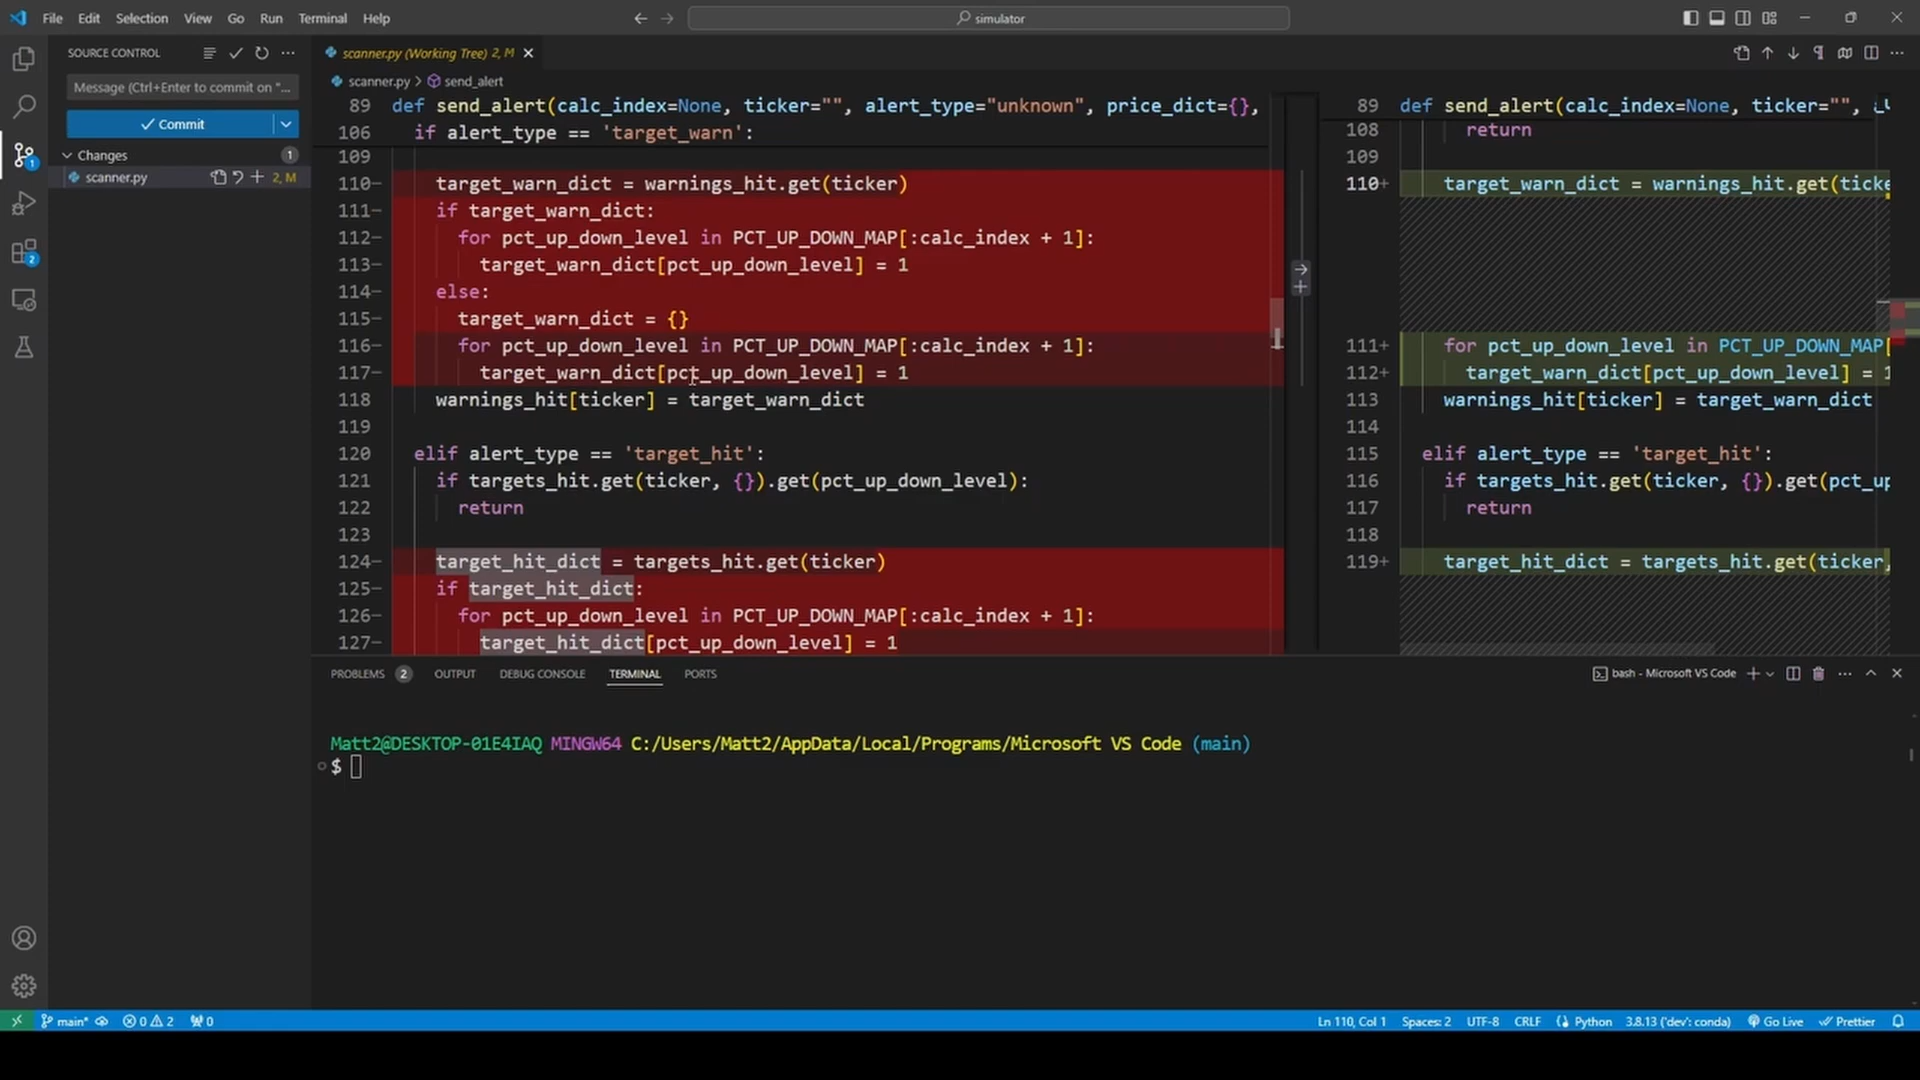 File Edit Selection View Go Run Terminal Help
simulator
SOURCE CONTROL
Message (Ctrl+Enter to commit on "...
Commit
Changes 1
scanner.py 2, M
1
2
scanner.py (Working Tree) 2, M
scanner.py > send_alert
89 def send_alert(calc_index=None, ticker="", alert_type="unknown", price_dict={},
106 if alert_type == 'target_warn':
109
110- target_warn_dict = warnings_hit.get(ticker)
111- if target_warn_dict:
112- for pct_up_down_level in PCT_UP_DOWN_MAP[:calc_index + 1]:
113- target_warn_dict[pct_up_down_level] = 1
114- else:
115- target_warn_dict = {}
116- for pct_up_down_level in PCT_UP_DOWN_MAP[:calc_index + 1]:
117- target_warn_dict[pct_up_down_level] = 1
118 warnings_hit[ticker] = target_warn_dict
119
120 elif alert_type == 'target_hit':
121 if targets_hit.get(ticker, {}).get(pct_up_down_level):
122 return
123
124- target_hit_dict = targets_hit.get(ticker)
125- if target_hit_dict:
126- for pct_up_down_level in PCT_UP_DOWN_MAP[:calc_index + 1]:
127- target_hit_dict[pct_up_down_level] = 1
89 def send_alert(calc_index=None, ticker="",
108 return
109
110+ target_warn_dict = warnings_hit.get(ticke
111+ for pct_up_down_level in PCT_UP_DOWN_MAP[
112+ target_warn_dict[pct_up_down_level] = 1
113 warnings_hit[ticker] = target_warn_dict
114
115 elif alert_type == 'target_hit':
116 if targets_hit.get(ticker, {}).get(pct_up
117 return
118
119+ target_hit_dict = targets_hit.get(ticker,
PROBLEMS 2 OUTPUT DEBUG CONSOLE TERMINAL PORTS
bash - Microsoft VS Code
Matt2@DESKTOP-01E4IAQ MINGW64 C:/Users/Matt2/AppData/Local/Programs/Microsoft VS Code (main)
$
main* 0 2 0
Ln 110, Col 1 Spaces: 2 UTF-8 CRLF Python 3.8.13 ('dev': conda) Go Live Prettier